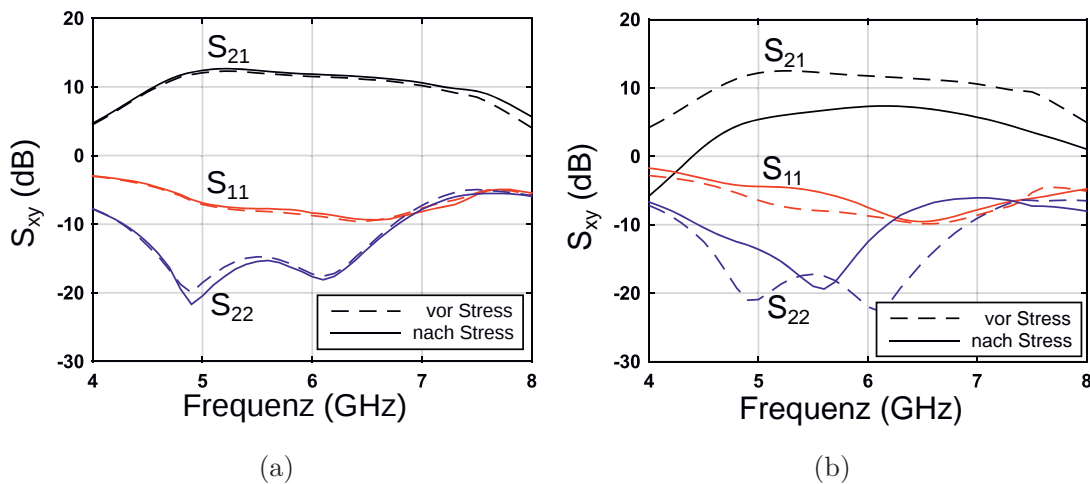 20
10
0
-10
-20
-30
4
5
6
7
8
S21
S11
S22
vor Stress
nach Stress
Sxy (dB)
Frequenz (GHz)
(a)
20
10
0
-10
-20
-30
4
5
6
7
8
S21
S11
S22
vor Stress
nach Stress
Sxy (dB)
Frequenz (GHz)
(b)